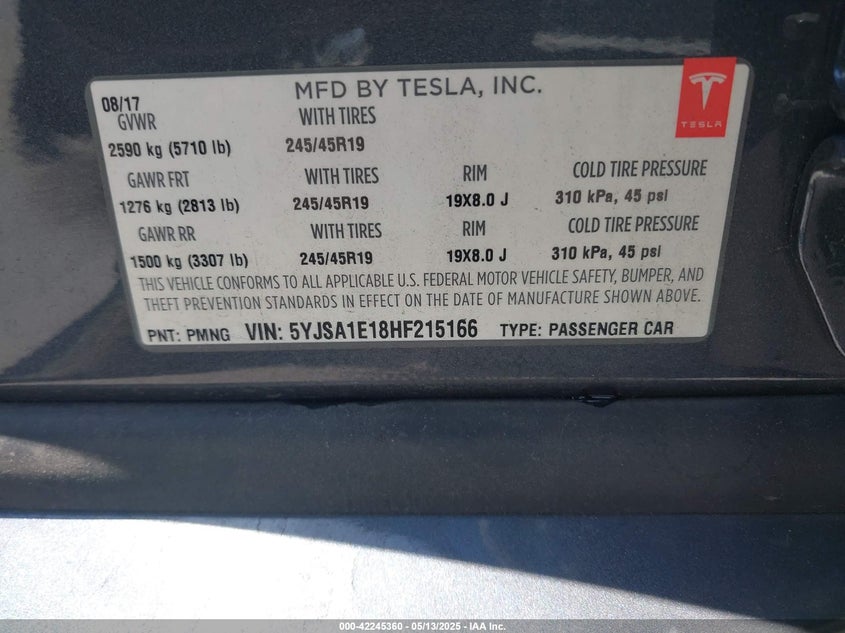 MFD BY TESLA, INC.
TESLA
08/17
GVWR WITH TIRES
2590 kg (5710 lb) 245/45R19
GAWR FRT WITH TIRES RIM COLD TIRE PRESSURE
1276 kg (2813 lb) 245/45R19 19X8.0 J 310 kPa, 45 psi
GAWR RR WITH TIRES RIM COLD TIRE PRESSURE
1500 kg (3307 lb) 245/45R19 19X8.0 J 310 kPa, 45 psi
THIS VEHICLE CONFORMS TO ALL APPLICABLE U.S. FEDERAL MOTOR VEHICLE SAFETY, BUMPER, AND
THEFT PREVENTION STANDARDS IN EFFECT ON THE DATE OF MANUFACTURE SHOWN ABOVE.
PNT: PMNG VIN: 5YJSA1E18HF215166 TYPE: PASSENGER CAR
000-42245360 - 05/13/2025 - IAA Inc.